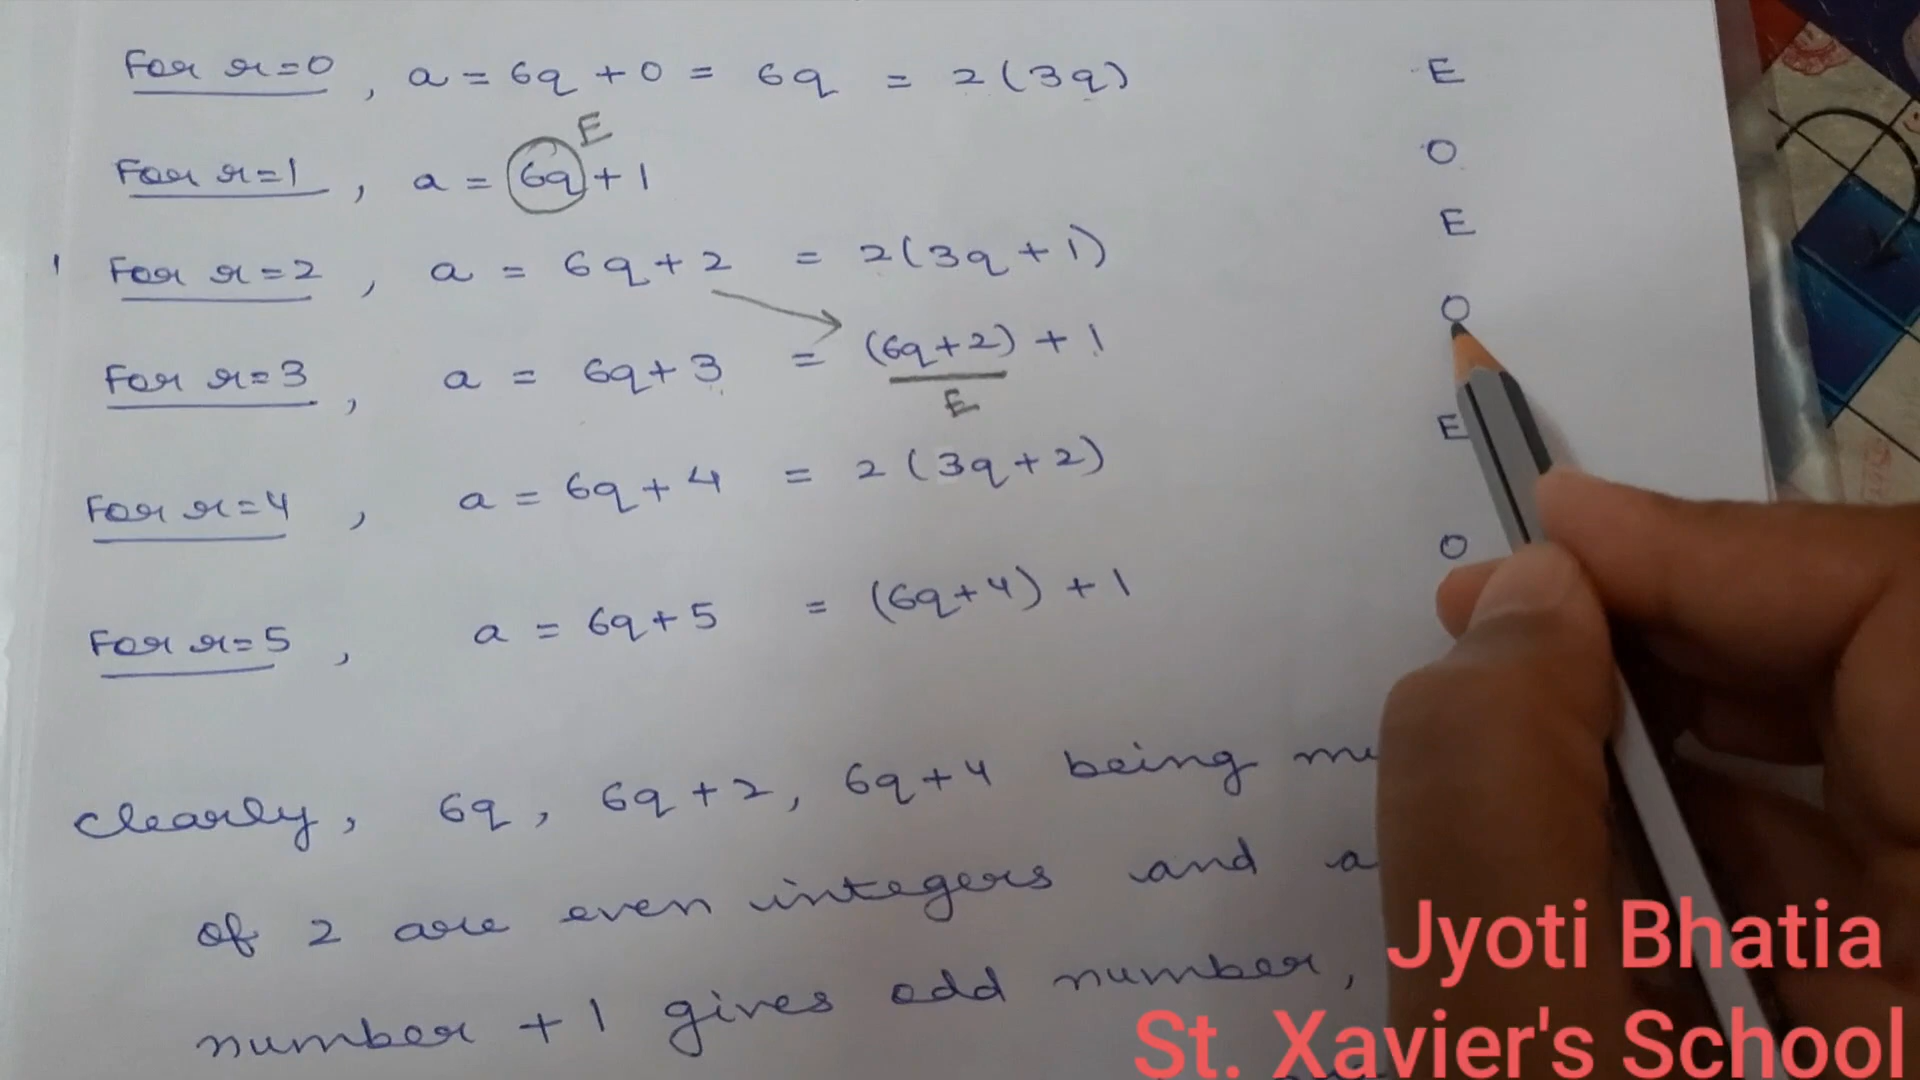 For r=0, a = 6q + 0 = 6q = 2(3q) E
E
For r=1, a = 6q + 1 O
For r=2, a = 6q + 2 = 2(3q + 1) E
For r=3, a = 6q + 3 = (6q+2) + 1 O
E
For r=4, a = 6q + 4 = 2(3q+2) E
For r=5, a = 6q + 5 = (6q+4) + 1 O
clearly, 6q, 6q+2, 6q+4 being
of 2 are even integers and
number + 1 gives odd number,
Jyoti Bhatia
St. Xavier's School